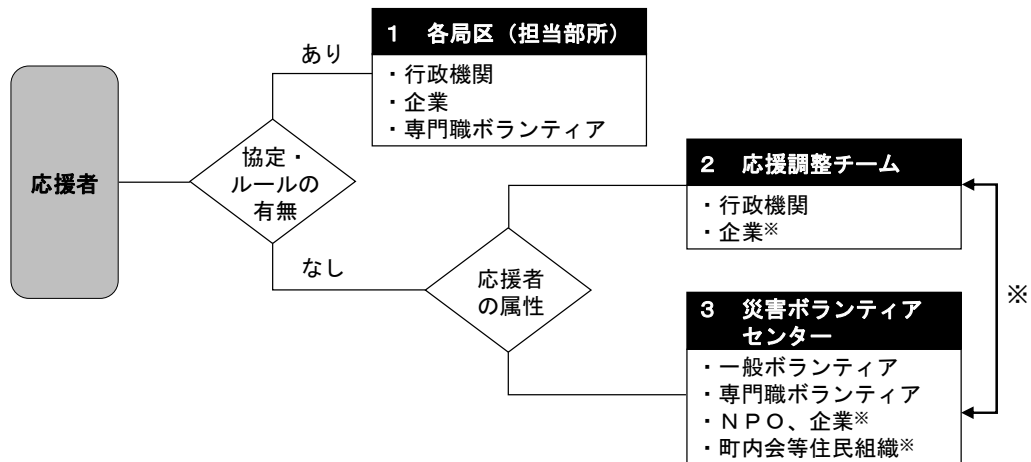 応援者
協定・
ルールの
有無
あり
なし
1 各局区（担当部所）
・行政機関
・企業
・専門職ボランティア
応援者
の属性
2 応援調整チーム
・行政機関
・企業※
3 災害ボランティア
センター
・一般ボランティア
・専門職ボランティア
・ＮＰＯ、企業※
・町内会等住民組織※
※